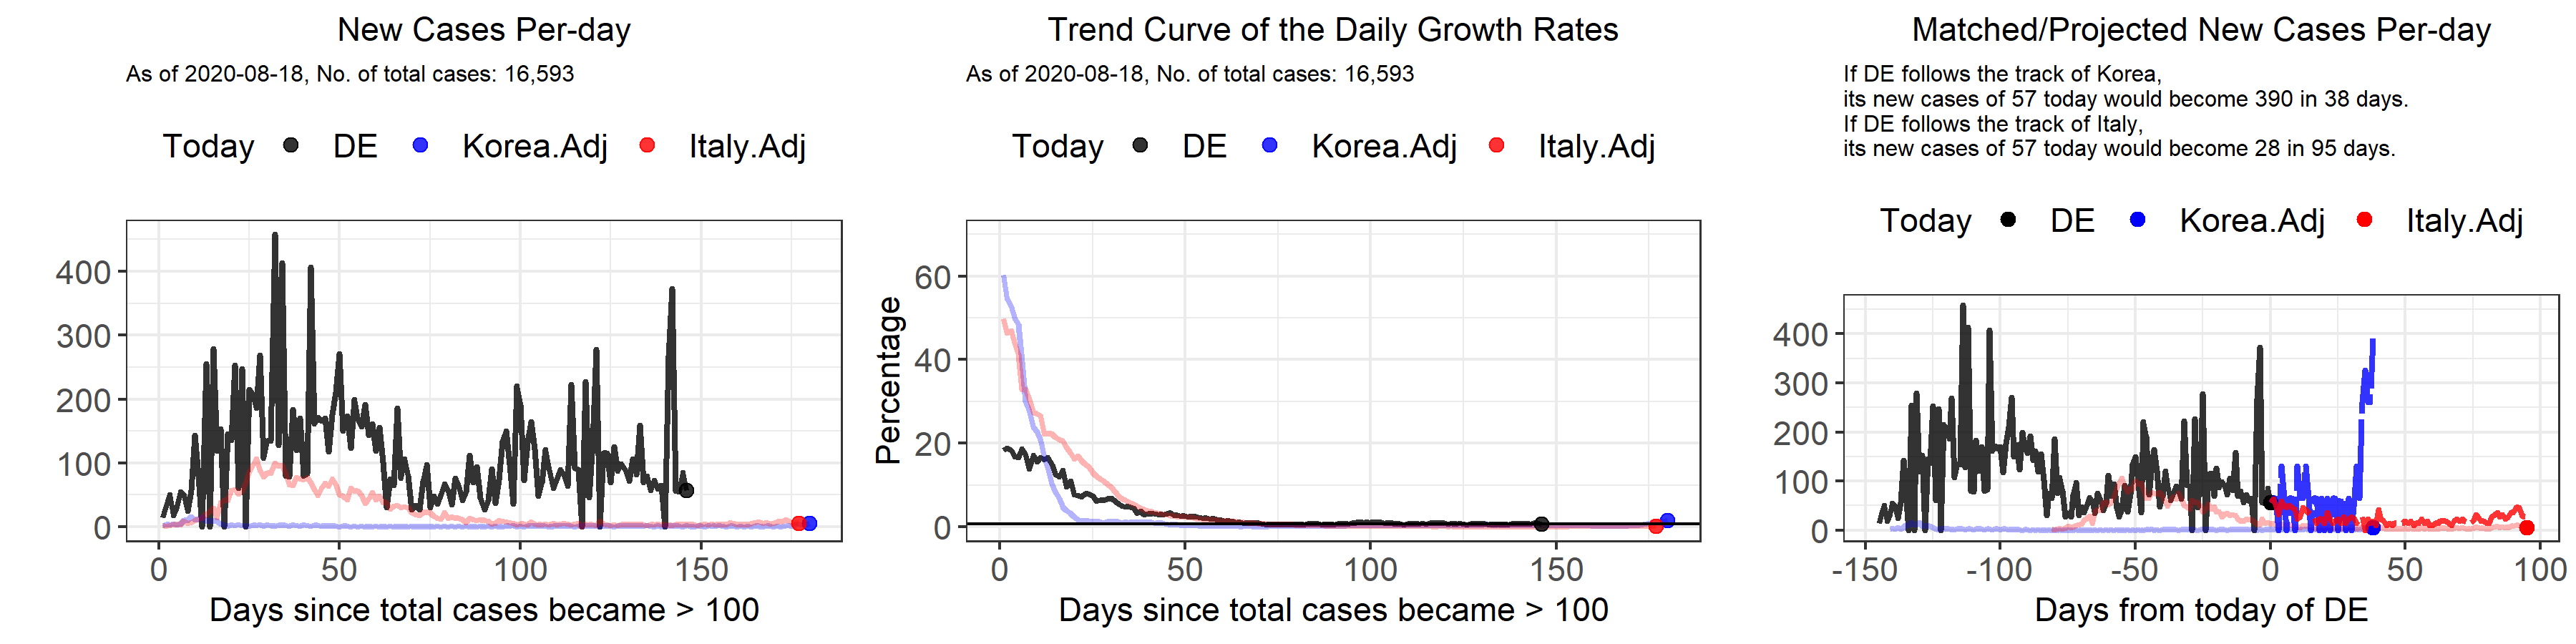 New Cases Per-day
As of 2020-08-18, No. of total cases: 16,593
Today DE Korea.Adj Italy.Adj
400
300
200
100
0
0 50 100 150
Days since total cases became > 100
Trend Curve of the Daily Growth Rates
As of 2020-08-18, No. of total cases: 16,593
Today DE Korea.Adj Italy.Adj
Percentage
60
40
20
0
0 50 100 150
Days since total cases became > 100
Matched/Projected New Cases Per-day
If DE follows the track of Korea,
its new cases of 57 today would become 390 in 38 days.
If DE follows the track of Italy,
its new cases of 57 today would become 28 in 95 days.
Today DE Korea.Adj Italy.Adj
400
300
200
100
0
-150 -100 -50 0 50 100
Days from today of DE